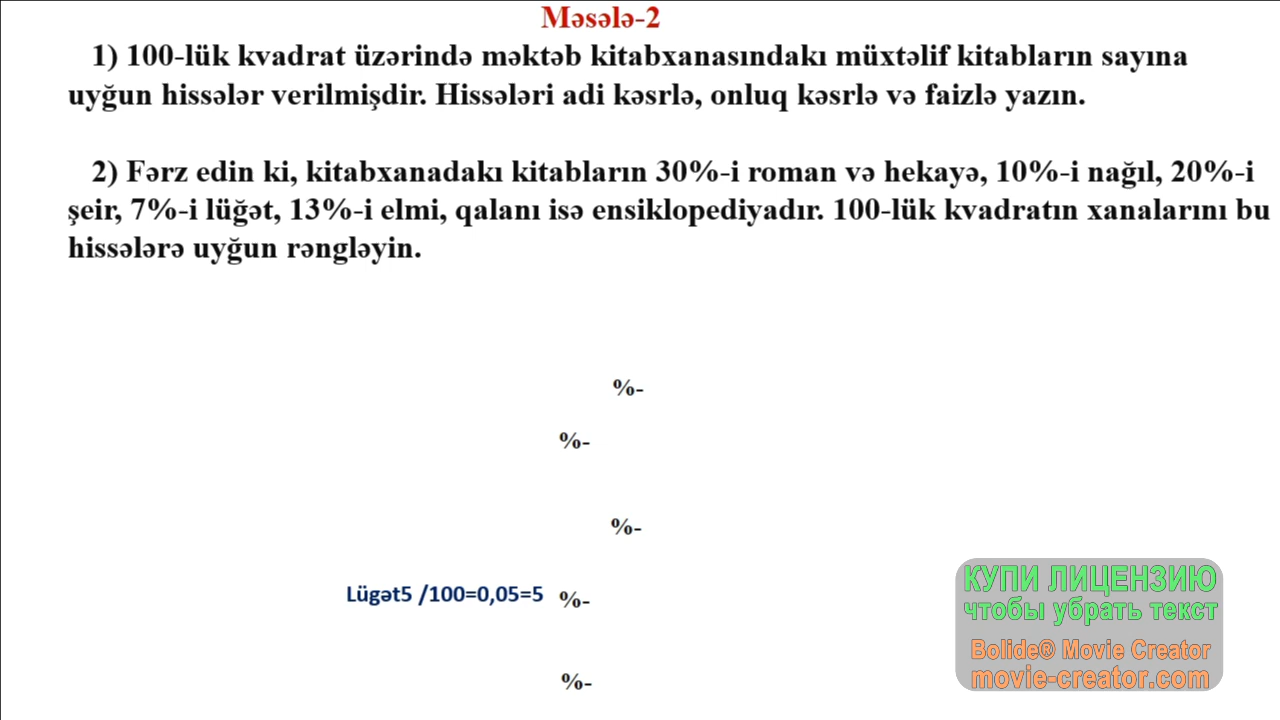 Məsələ-2
1) 100-lük kvadrat üzərində məktəb kitabxanasındakı müxtəlif kitabların sayına
uyğun hissələr verilmişdir. Hissələri adi kəsrlə, onluq kəsrlə və faizlə yazın.
2) Fərz edin ki, kitabxanadakı kitabların 30%-i roman və hekayə, 10%-i nağıl, 20%-i
şeir, 7%-i lüğət, 13%-i elmi, qalanı isə ensiklopediyadır. 100-lük kvadratın xanalarını bu
hissələrə uyğun rəngləyin.
%-
%-
%-
Lügət5 /100=0,05=5 %-
%-
КУПИ ЛИЦЕНЗИЮ
чтобы убрать текст
Bolide® Movie Creator
movie-creator.com